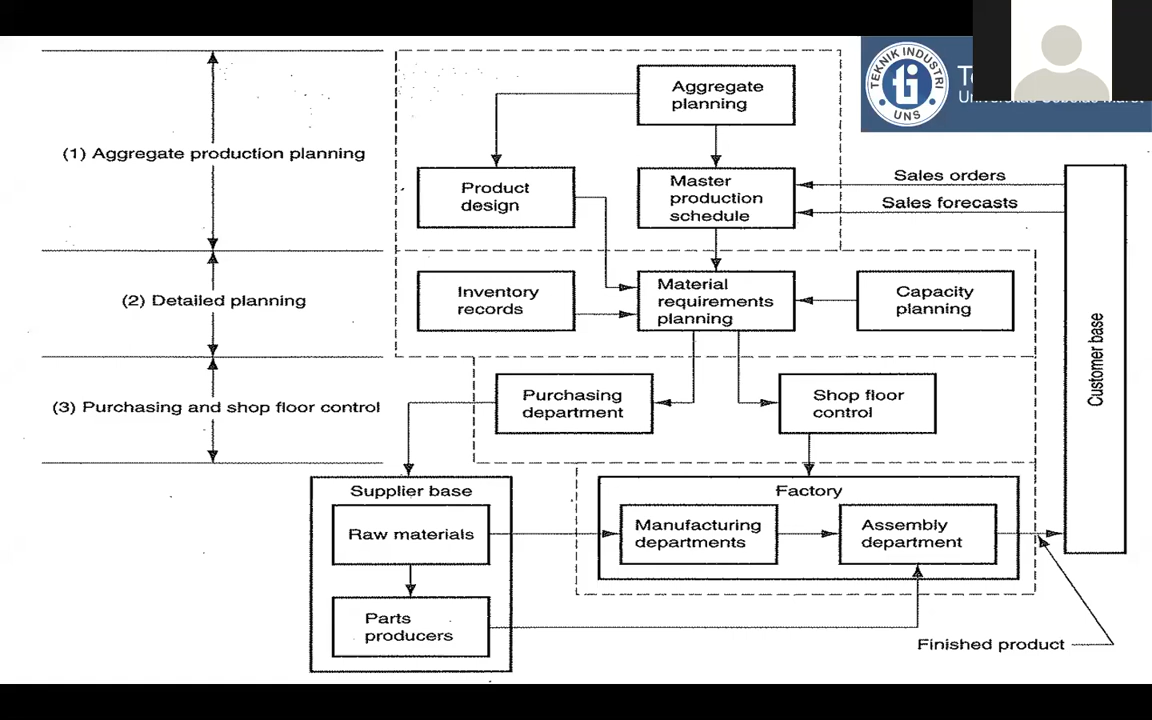 Aggregate
planning
(1) Aggregate production planning
Product
design
Master
production
schedule
Sales orders
Sales forecasts
(2) Detailed planning
Inventory
records
Material
requirements
planning
Capacity
planning
Customer base
(3) Purchasing and shop floor control
Purchasing
department
Shop floor
control
Supplier base
Raw materials
Parts
producers
Factory
Manufacturing
departments
Assembly
department
Finished product
TEKNIK INDUSTRI
ti
UNS